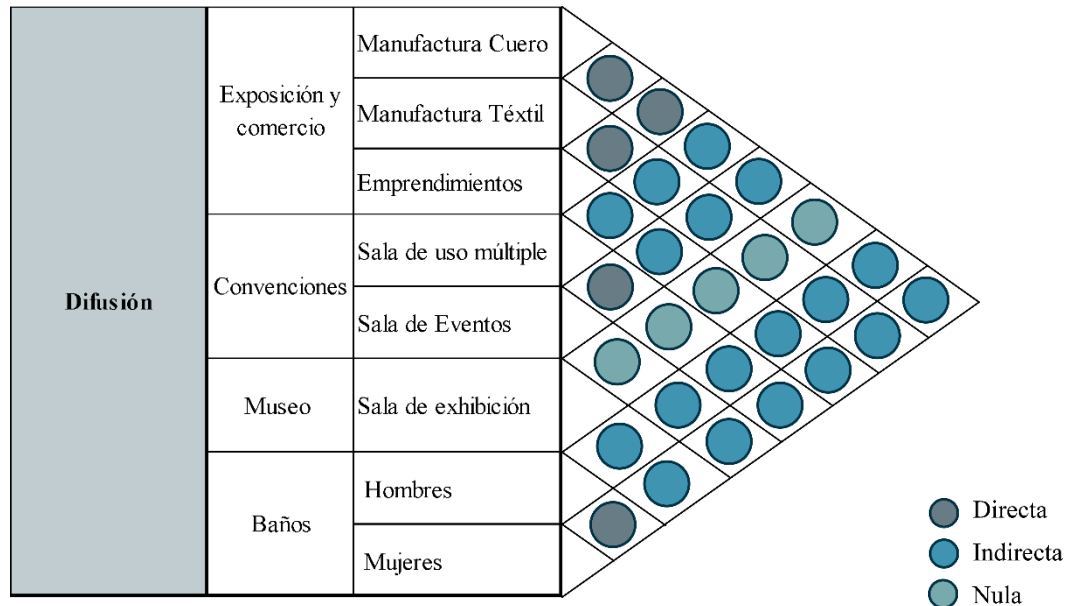 Difusión
Exposición y
comercio
Manufactura Cuero
Manufactura Téxtil
Emprendimientos
Convenciones
Sala de uso múltiple
Sala de Eventos
Museo
Sala de exhibición
Baños
Hombres
Mujeres
Directa
Indirecta
Nula